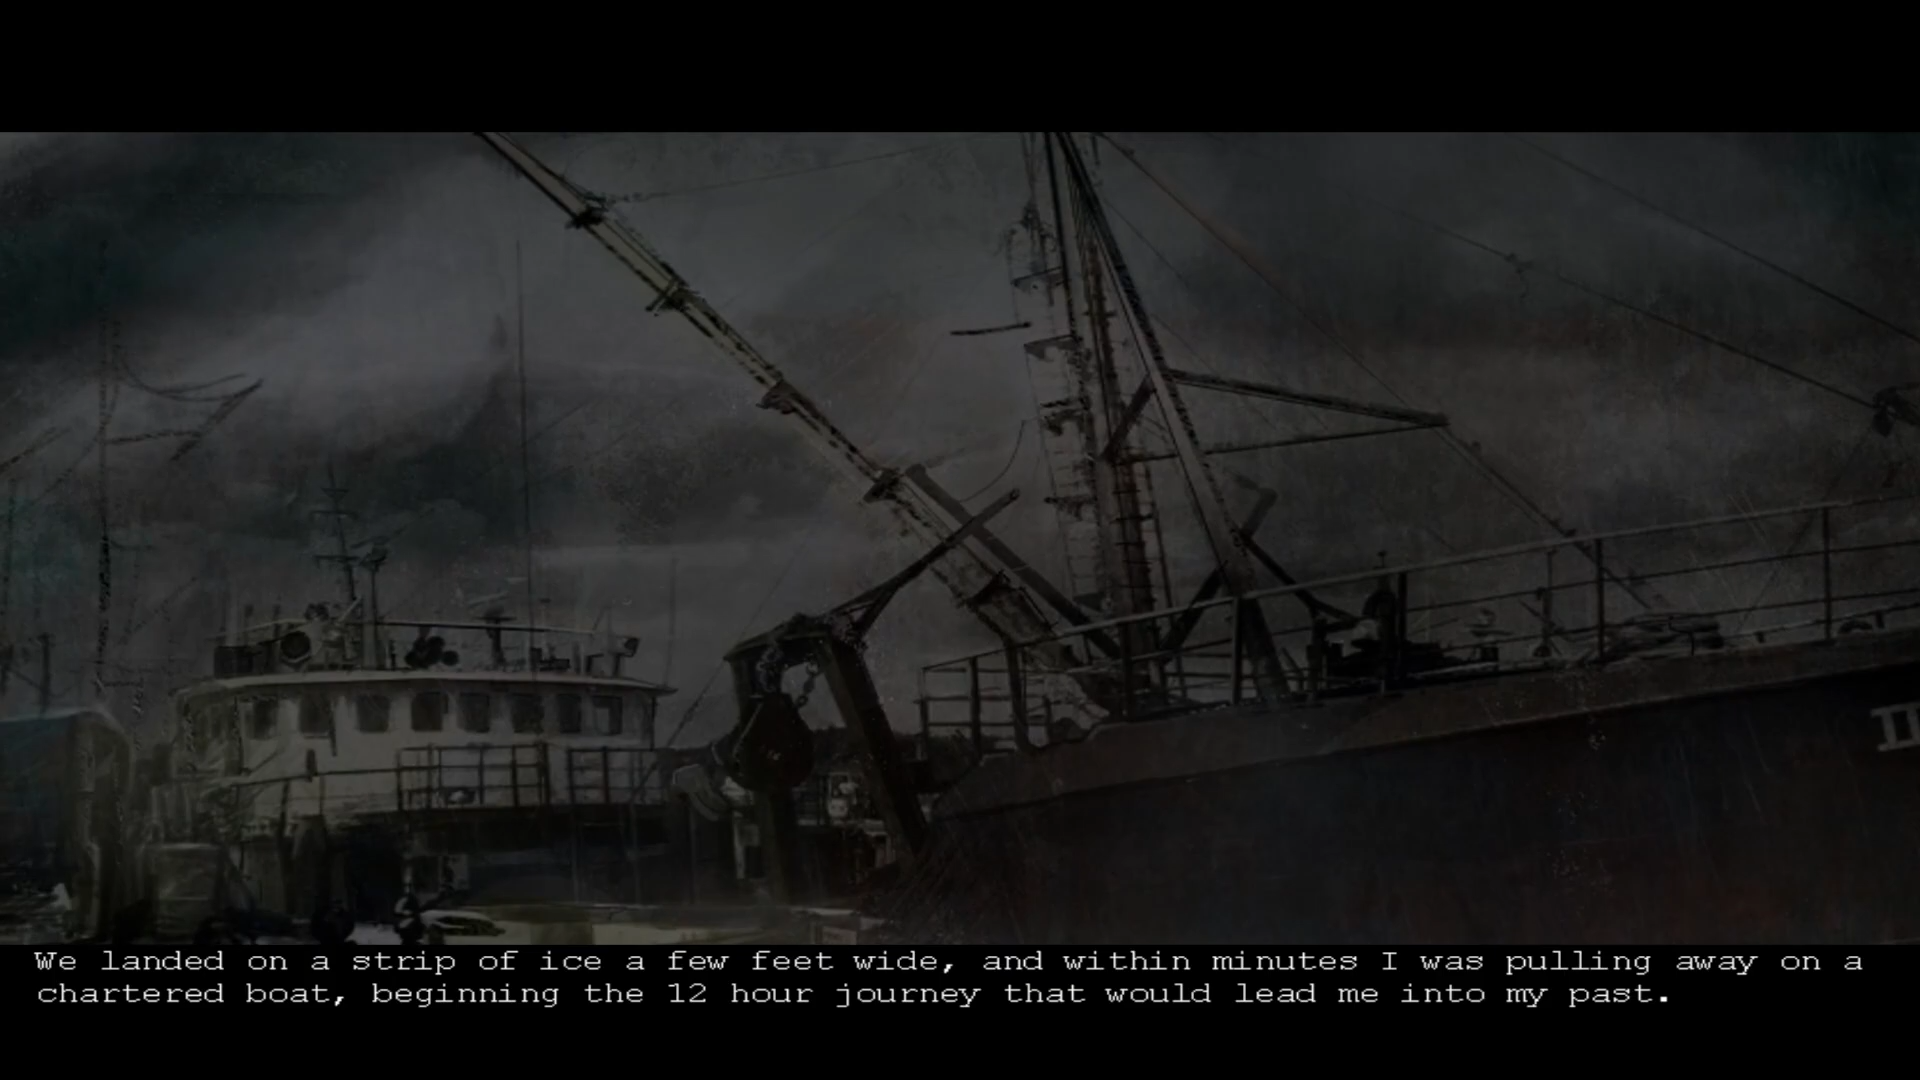 II
We landed on a strip of ice a few feet wide, and within minutes I was pulling away on a
chartered boat, beginning the 12 hour journey that would lead me into my past.